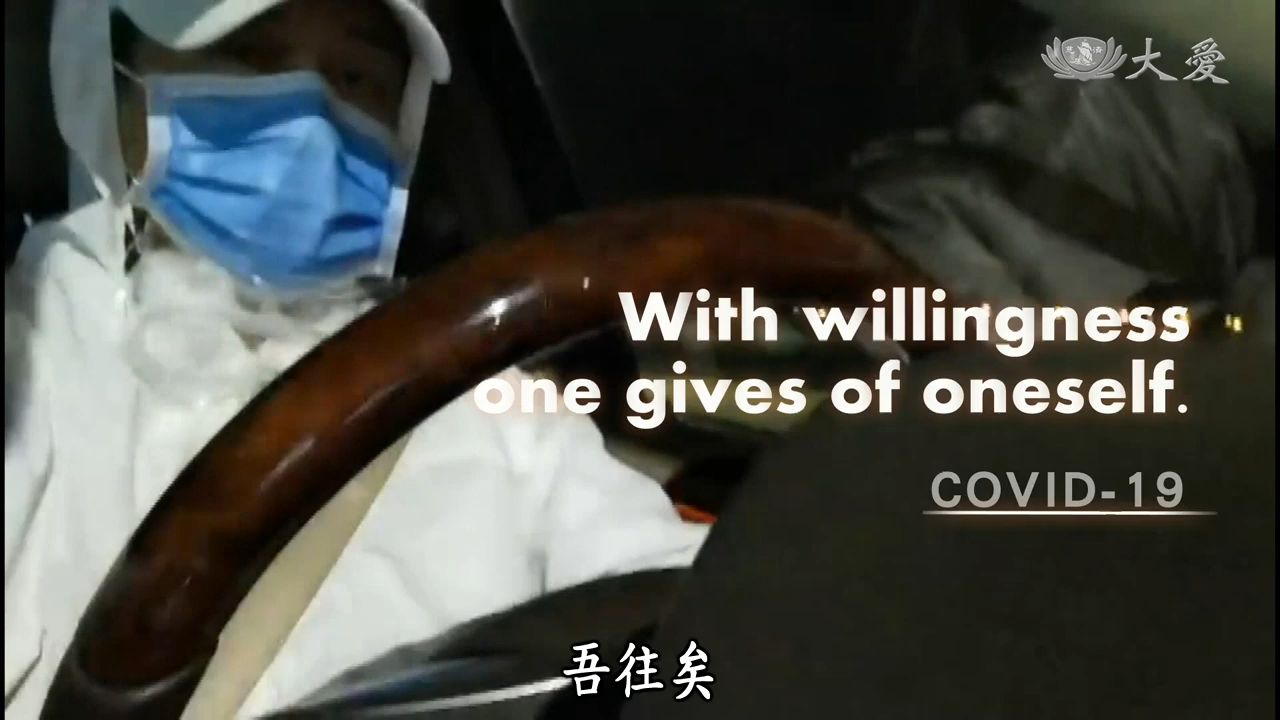 大愛
With willingness
one gives of oneself.
COVID-19
吾往矣